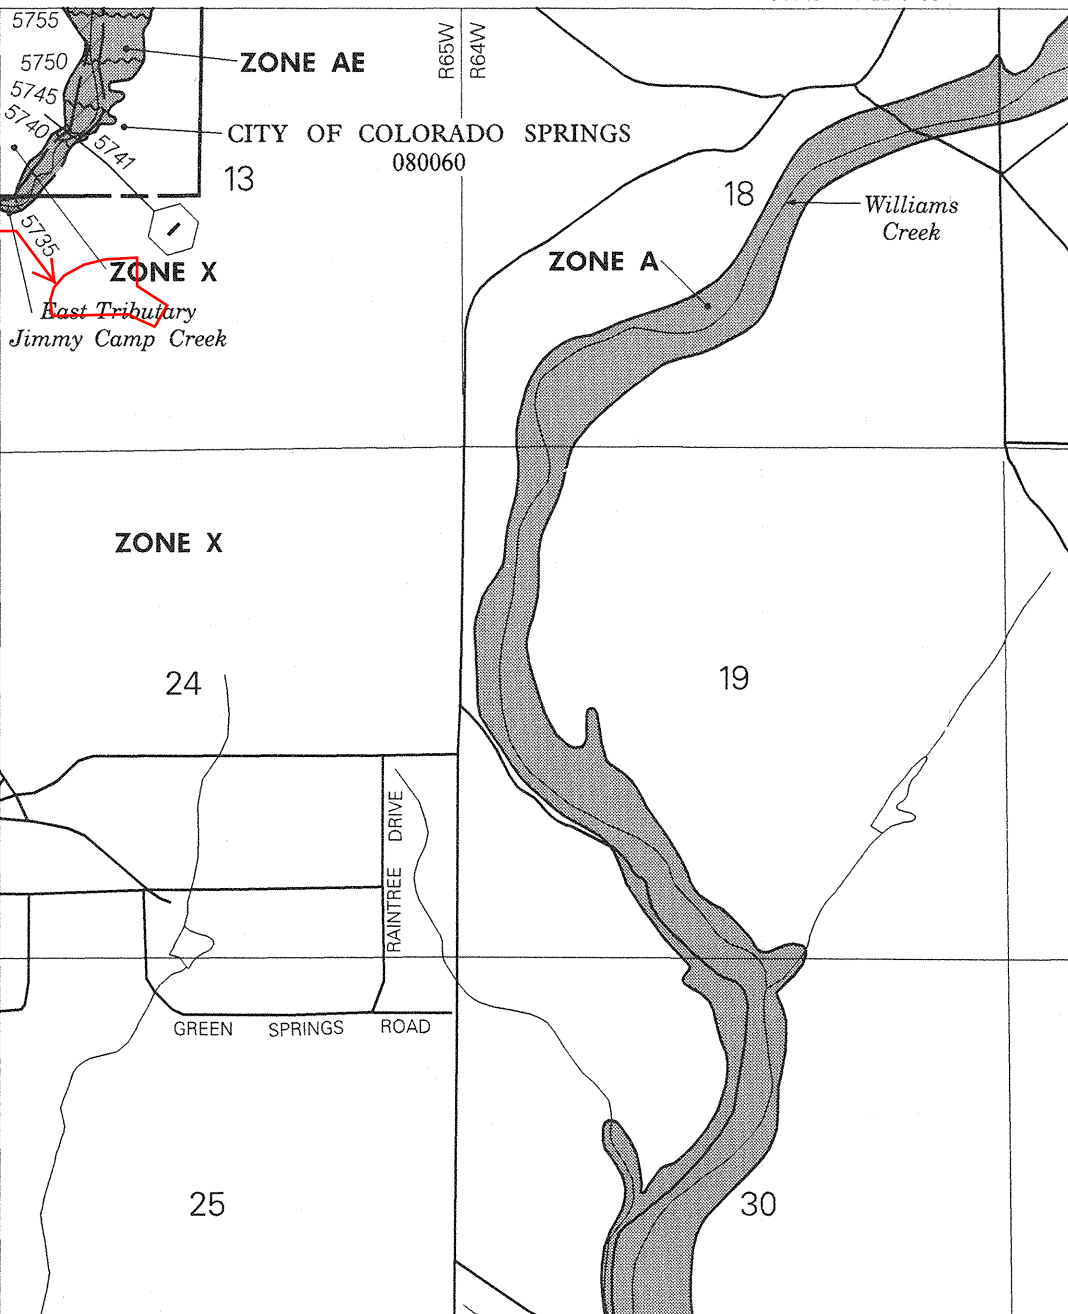 5755
5750
5745
5740
5741
5735
ZONE AE
CITY OF COLORADO SPRINGS
080060
13
R65W
R64W
18
Williams
Creek
ZONE A
ZONE X
East Tributary
Jimmy Camp Creek
ZONE X
24
19
RAINTREE DRIVE
GREEN SPRINGS ROAD
25
30